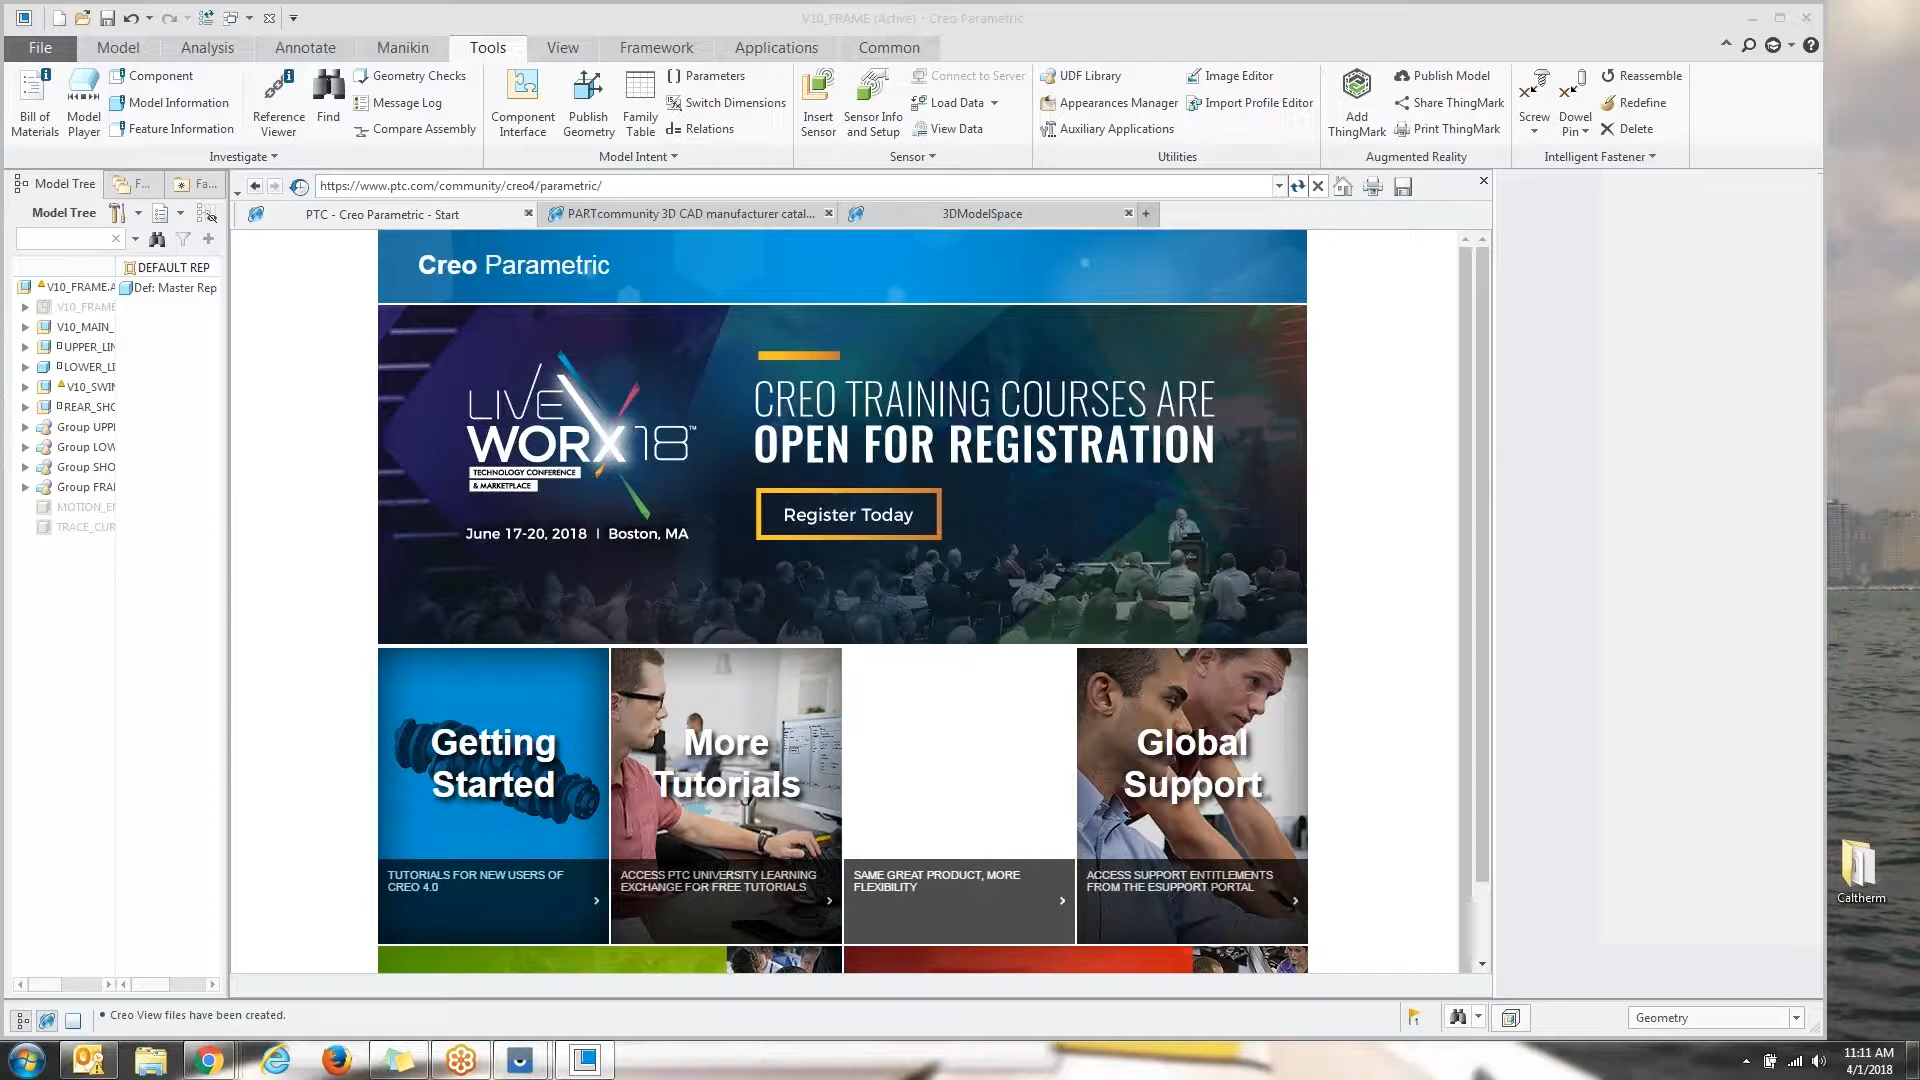 V10_FRAME (Active) - Creo Parametric
File
Model
Analysis
Annotate
Manikin
Tools
View
Framework
Applications
Common
Bill of Materials
Model Player
Component
Model Information
Feature Information
Reference Viewer
Find
Geometry Checks
Message Log
Compare Assembly
Investigate
Component Interface
Publish Geometry
Family Table
Parameters
Switch Dimensions
d= Relations
Model Intent
Insert Sensor
Sensor Info and Setup
Connect to Server
Load Data
View Data
Sensor
UDF Library
Appearances Manager
Auxiliary Applications
Image Editor
Import Profile Editor
Utilities
Add ThingMark
Publish Model
Share ThingMark
Print ThingMark
Augmented Reality
Screw
Dowel Pin
Reassemble
Redefine
Delete
Intelligent Fastener
Model Tree
F...
Fa...
https://www.ptc.com/community/creo4/parametric/
Model Tree
PTC - Creo Parametric - Start
PARTcommunity 3D CAD manufacturer catal...
3DModelSpace
DEFAULT REP
V10_FRAME.A
Def: Master Rep
V10_FRAME
V10_MAIN_
UPPER_LIN
LOWER_LI
V10_SWIN
REAR_SHO
Group UPP
Group LOW
Group SHO
Group FRA
MOTION_EN
TRACE_CUR
Creo Parametric
LIVE
WORX 18™
TECHNOLOGY CONFERENCE
& MARKETPLACE
June 17-20, 2018 | Boston, MA
CREO TRAINING COURSES ARE
OPEN FOR REGISTRATION
Register Today
Getting
Started
TUTORIALS FOR NEW USERS OF
CREO 4.0
More
Tutorials
ACCESS PTC UNIVERSITY LEARNING
EXCHANGE FOR FREE TUTORIALS
SAME GREAT PRODUCT, MORE
FLEXIBILITY
Global
Support
ACCESS SUPPORT ENTITLEMENTS
FROM THE ESUPPORT PORTAL
Caltherm
• Creo View files have been created.
1
Geometry
11:11 AM
4/1/2018